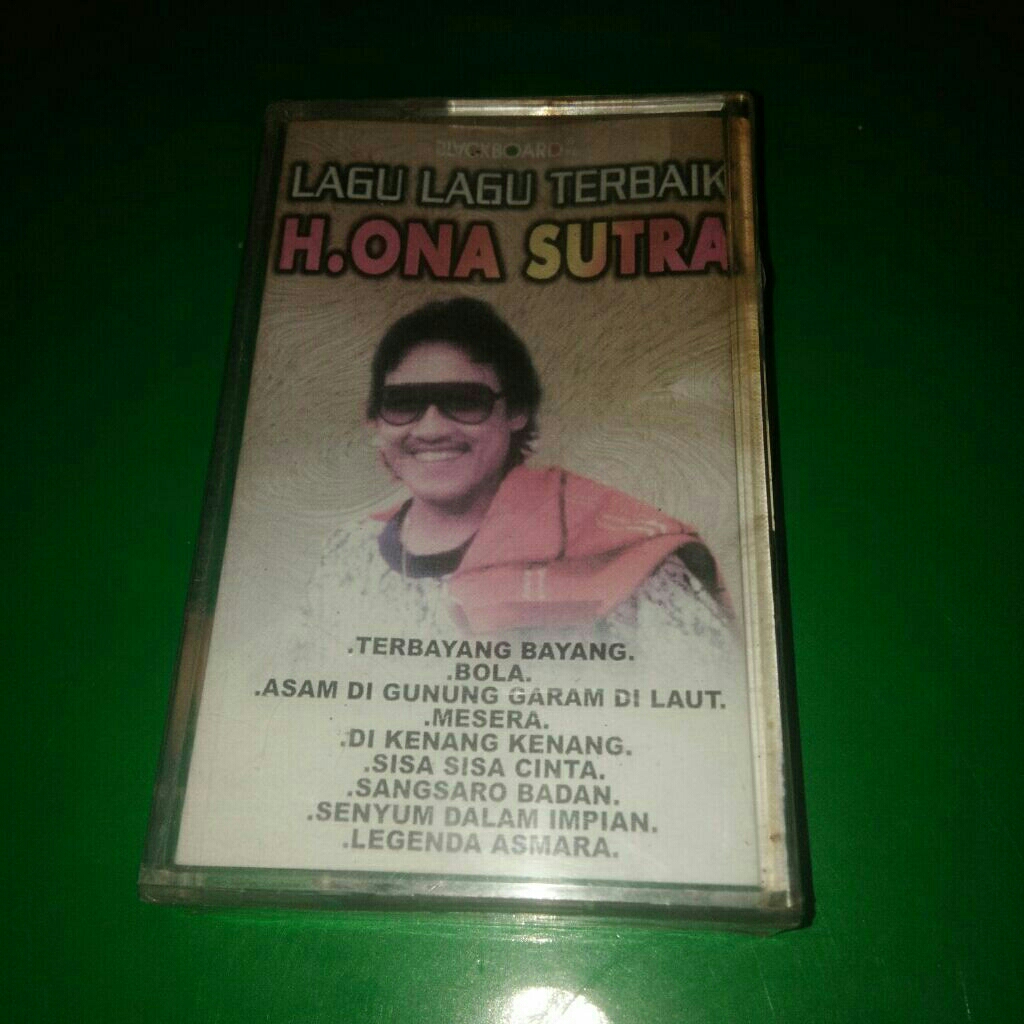 BLACKBOARD
LAGU LAGU TERBAIK
H.ONA SUTRA
.TERBAYANG BAYANG.
.BOLA.
.ASAM DI GUNUNG GARAM DI LAUT.
.MESERA.
.DI KENANG KENANG.
.SISA SISA CINTA.
.SANGSARO BADAN.
.SENYUM DALAM IMPIAN.
.LEGENDA ASMARA.